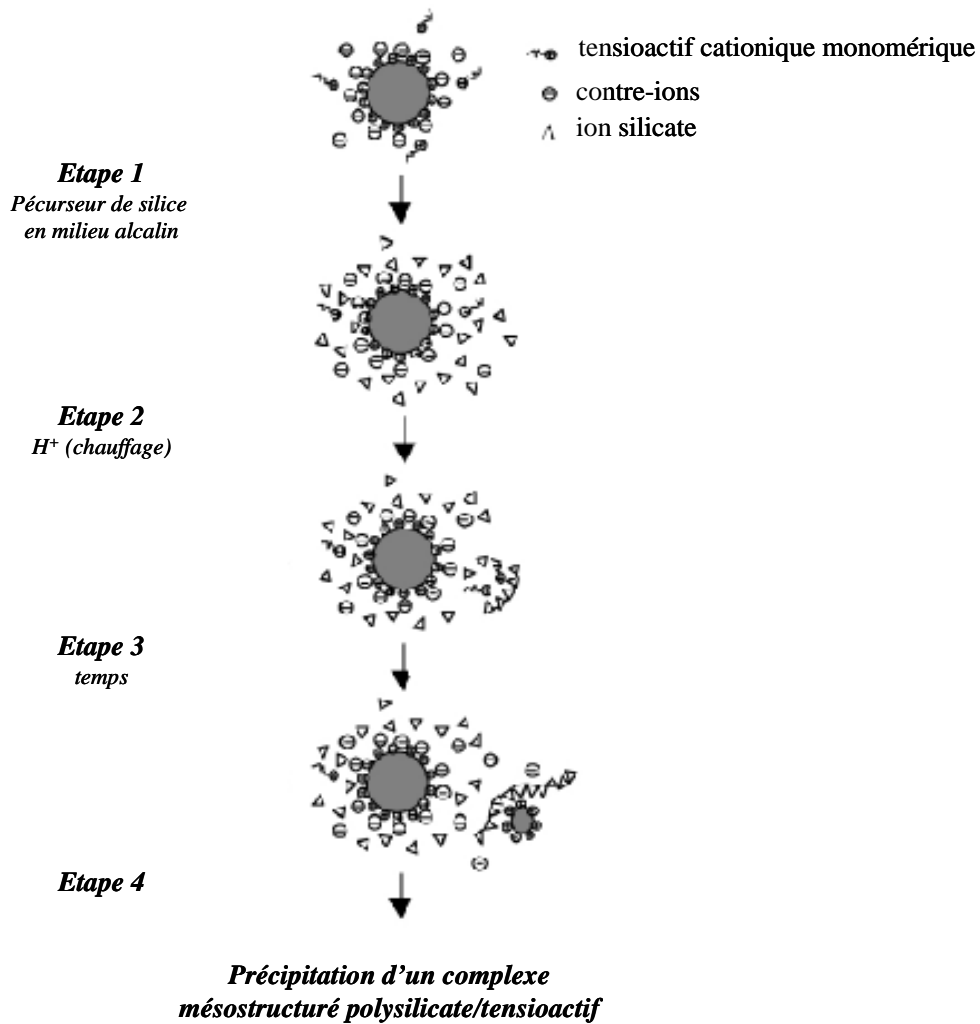 tensioactif cationique monomérique
contre-ions
ion silicate
Etape 1
Pécurseur de silice
en milieu alcalin
Etape 2
H⁺ (chauffage)
Etape 3
temps
Etape 4
Précipitation d’un complexe
mésostructuré polysilicate/tensioactif